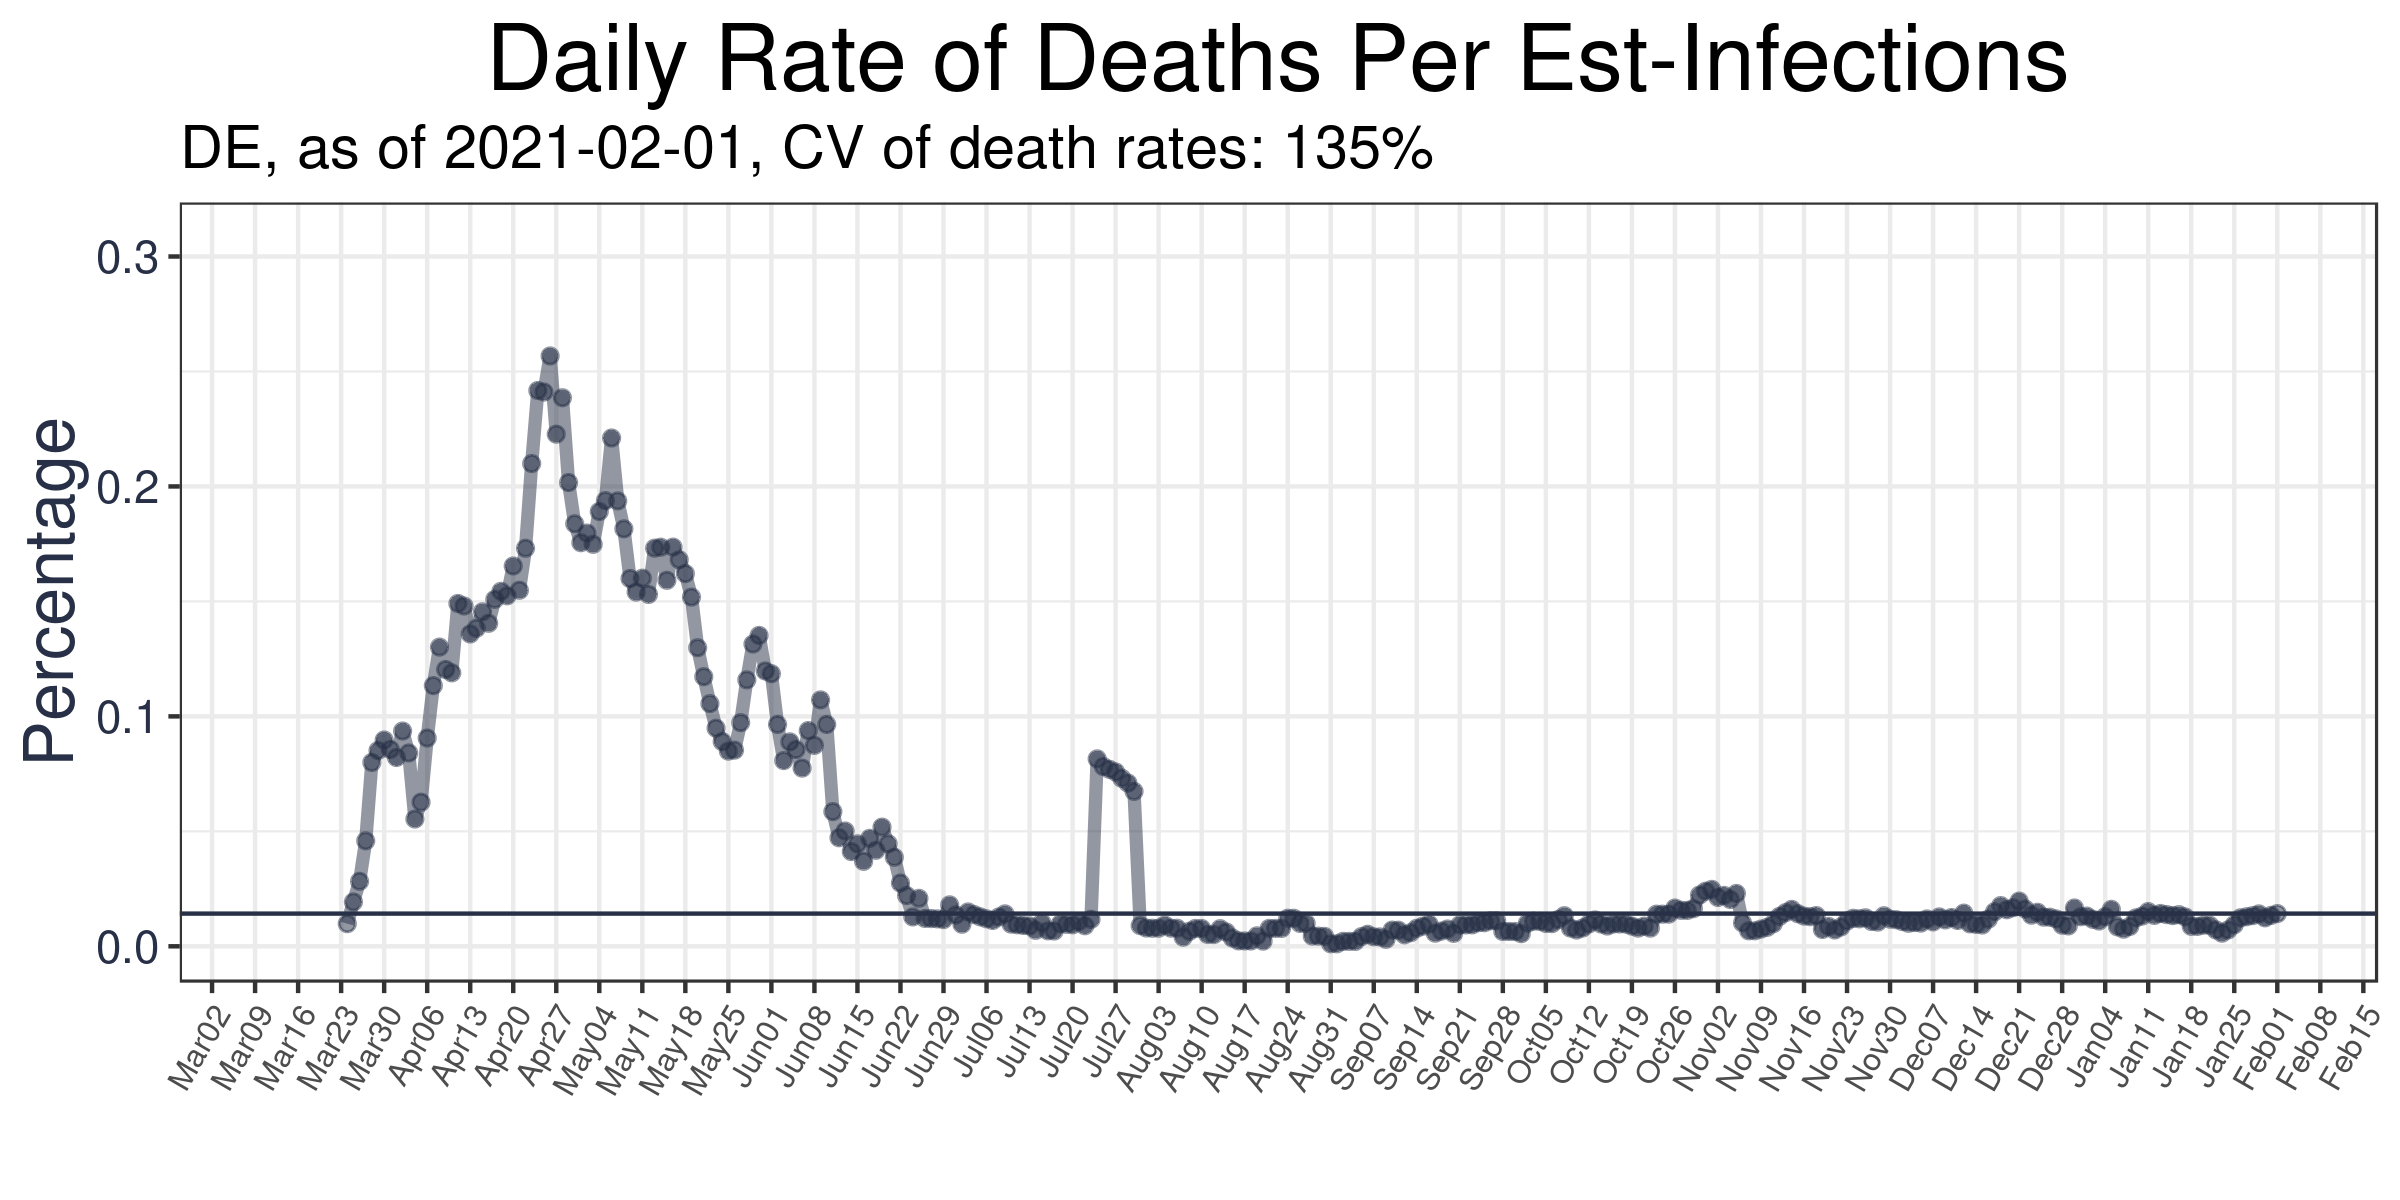 Daily Rate of Deaths Per Est-Infections
DE, as of 2021-02-01, CV of death rates: 135%
Percentage
0.3
0.2
0.1
0.0
Mar02
Mar09
Mar16
Mar23
Mar30
Apr06
Apr13
Apr20
Apr27
May04
May11
May18
May25
Jun01
Jun08
Jun15
Jun22
Jun29
Jul06
Jul13
Jul20
Jul27
Aug03
Aug10
Aug17
Aug24
Aug31
Sep07
Sep14
Sep21
Sep28
Oct05
Oct12
Oct19
Oct26
Nov02
Nov09
Nov16
Nov23
Nov30
Dec07
Dec14
Dec21
Dec28
Jan04
Jan11
Jan18
Jan25
Feb01
Feb08
Feb15